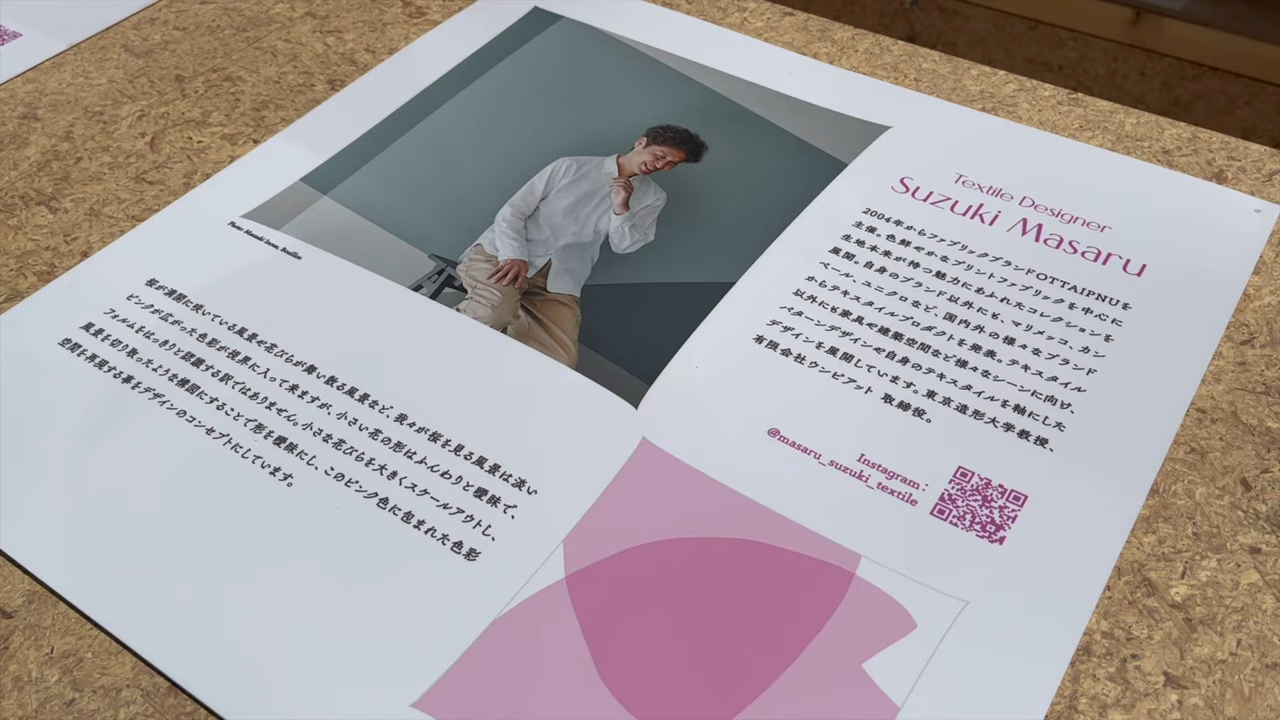 Textile Designer
Suzuki Masaru
2004年からファブリックブランドOTTAIPNUを
主催。色鮮やかなプリントファブリックを中心に
生地本来が持つ魅力にあふれたコレクションを
展開。自身のブランド以外にも、マリメッコ、カン
ペール、ユニクロなど、国内外の様々なブランド
からテキスタイルプロダクトを発表。テキスタイル
以外にも家具や建築空間など様々なシーンに向け、
パターンデザインや自身のテキスタイルを軸にした
デザインを展開しています。東京造形大学教授、
有限会社ウンピアット 取締役。
Instagram :
@masaru_suzuki_textile
Photo: Masaaki Inoue, Bouillon
桜が満開に咲いている風景や花びらが舞い散る風景など、我々が桜を見る風景は淡い
ピンクが広がった色彩が視界に入って来ますが、小さい花の形はふんわりと曖昧で、
フォルムをはっきりと認識する訳ではありません。小さな花びらを大きくスケールアウトし、
風景を切り取ったような構図にすることで形を曖昧にし、このピンク色に包まれた色彩
空間を再現する事をデザインのコンセプトにしています。